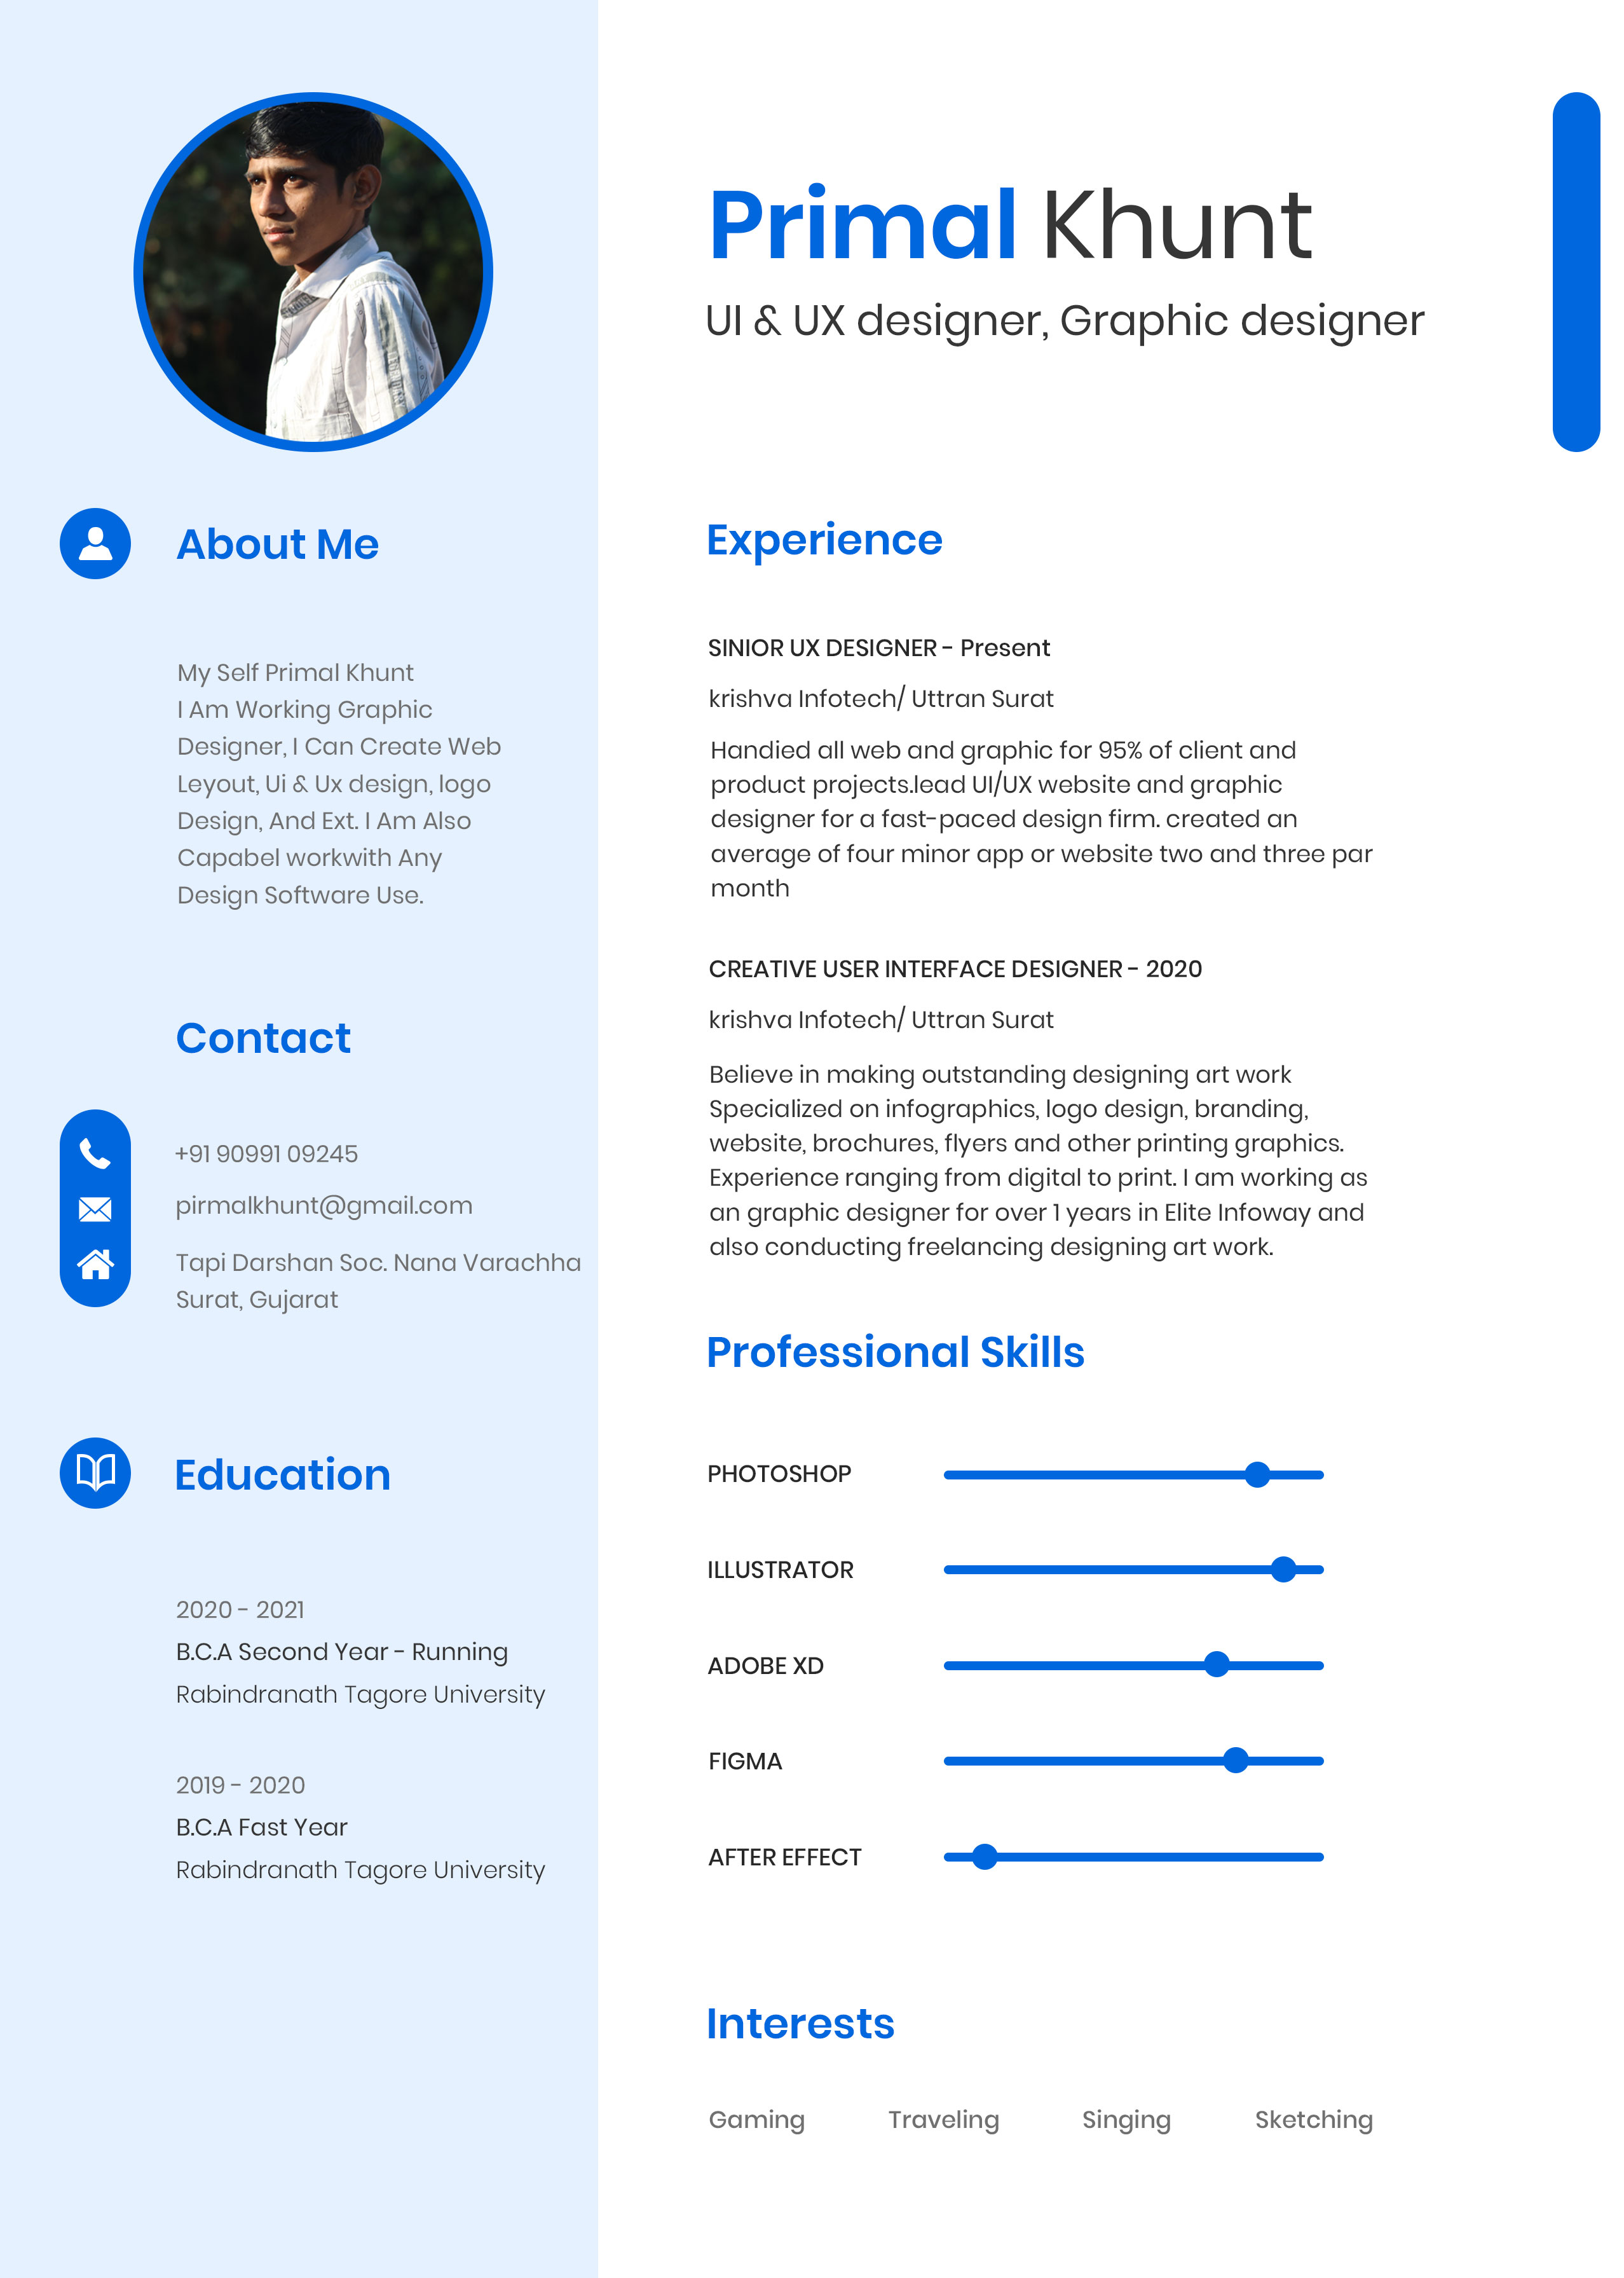 Primal Khunt
UI & UX designer, Graphic designer
About Me
My Self Primal Khunt
I Am Working Graphic
Designer, I Can Create Web
Leyout, Ui & Ux design, logo
Design, And Ext. I Am Also
Capabel workwith Any
Design Software Use.
Contact
+91 90991 09245
pirmalkhunt@gmail.com
Tapi Darshan Soc. Nana Varachha
Surat, Gujarat
Education
2020 - 2021
B.C.A Second Year - Running
Rabindranath Tagore University
2019 - 2020
B.C.A Fast Year
Rabindranath Tagore University
Experience
SINIOR UX DESIGNER - Present
krishva Infotech/ Uttran Surat
Handied all web and graphic for 95% of client and
product projects.lead UI/UX website and graphic
designer for a fast-paced design firm. created an
average of four minor app or website two and three par
month
CREATIVE USER INTERFACE DESIGNER - 2020
krishva Infotech/ Uttran Surat
Believe in making outstanding designing art work
Specialized on infographics, logo design, branding,
website, brochures, flyers and other printing graphics.
Experience ranging from digital to print. I am working as
an graphic designer for over 1 years in Elite Infoway and
also conducting freelancing designing art work.
Professional Skills
PHOTOSHOP
ILLUSTRATOR
ADOBE XD
FIGMA
AFTER EFFECT
Interests
Gaming Traveling Singing Sketching